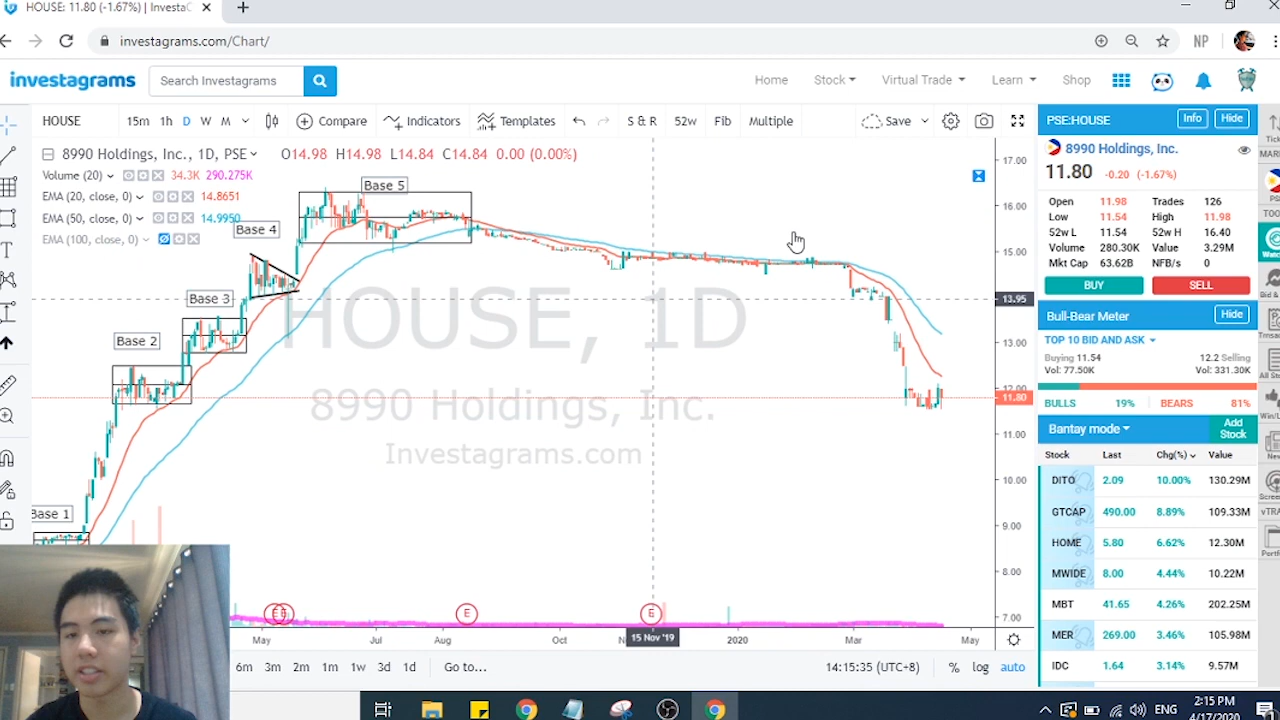 HOUSE: 11.80 (-1.67%) | Investa
investagrams.com/Chart/
NP
investagrams
Search Investagrams
Home Stock Virtual Trade Learn Shop
HOUSE 15m 1h D W M Compare Indicators Templates S & R 52w Fib Multiple Save
8990 Holdings, Inc., 1D, PSE O14.98 H14.98 L14.84 C14.84 0.00 (0.00%)
Volume (20) 34.3K 290.275K
EMA (20, close, 0) 14.8651
EMA (50, close, 0) 14.9950
EMA (100, close, 0)
Base 5
Base 4
Base 3
Base 2
Base 1
HOUSE, 1D
8990 Holdings, Inc.
Investagrams.com
17.00
16.00
15.00
13.95
13.00
12.00
11.80
11.00
10.00
9.00
8.00
7.00
E E E
May Jul Aug Oct 15 Nov '19 2020 Mar May
6m 3m 2m 1m 1w 3d 1d Go to... 14:15:35 (UTC+8) % log auto
PSE:HOUSE Info Hide
8990 Holdings, Inc.
11.80 -0.20 (-1.67%)
Open 11.98 Trades 126
Low 11.54 High 11.98
52w L 11.54 52w H 16.40
Volume 280.30K Value 3.29M
Mkt Cap 63.62B NFB/s 0
BUY SELL
Bull-Bear Meter Hide
TOP 10 BID AND ASK
Buying 11.54 12.2 Selling
Vol: 77.50K Vol: 331.30K
BULLS 19% BEARS 81%
Bantay mode Add Stock
Stock Last Chg(%) Value
DITO 2.09 10.00% 130.29M
GTCAP 490.00 8.89% 109.33M
HOME 5.80 6.62% 12.30M
MWIDE 8.00 4.44% 10.22M
MBT 41.65 4.26% 202.25M
MER 269.00 3.46% 105.98M
IDC 1.64 3.14% 9.57M
ENG 2:15 PM
4/17/2020